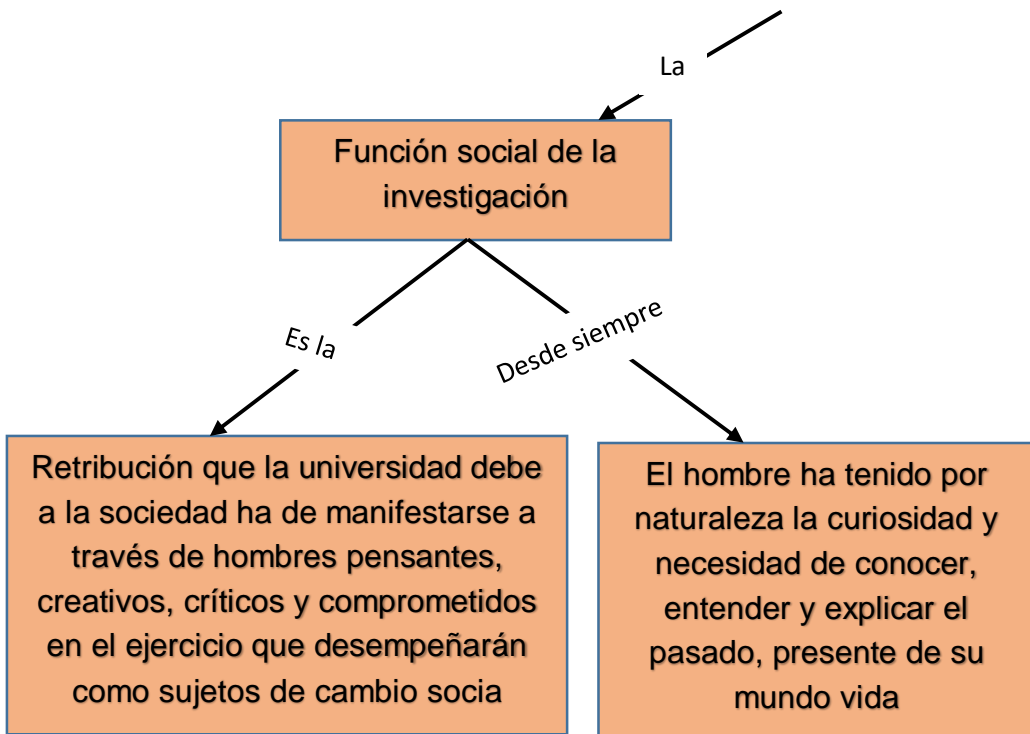 La
Función social de la
investigación
Es la
Desde siempre
Retribución que la universidad debe
a la sociedad ha de manifestarse a
través de hombres pensantes,
creativos, críticos y comprometidos
en el ejercicio que desempeñarán
como sujetos de cambio socia
El hombre ha tenido por
naturaleza la curiosidad y
necesidad de conocer,
entender y explicar el
pasado, presente de su
mundo vida